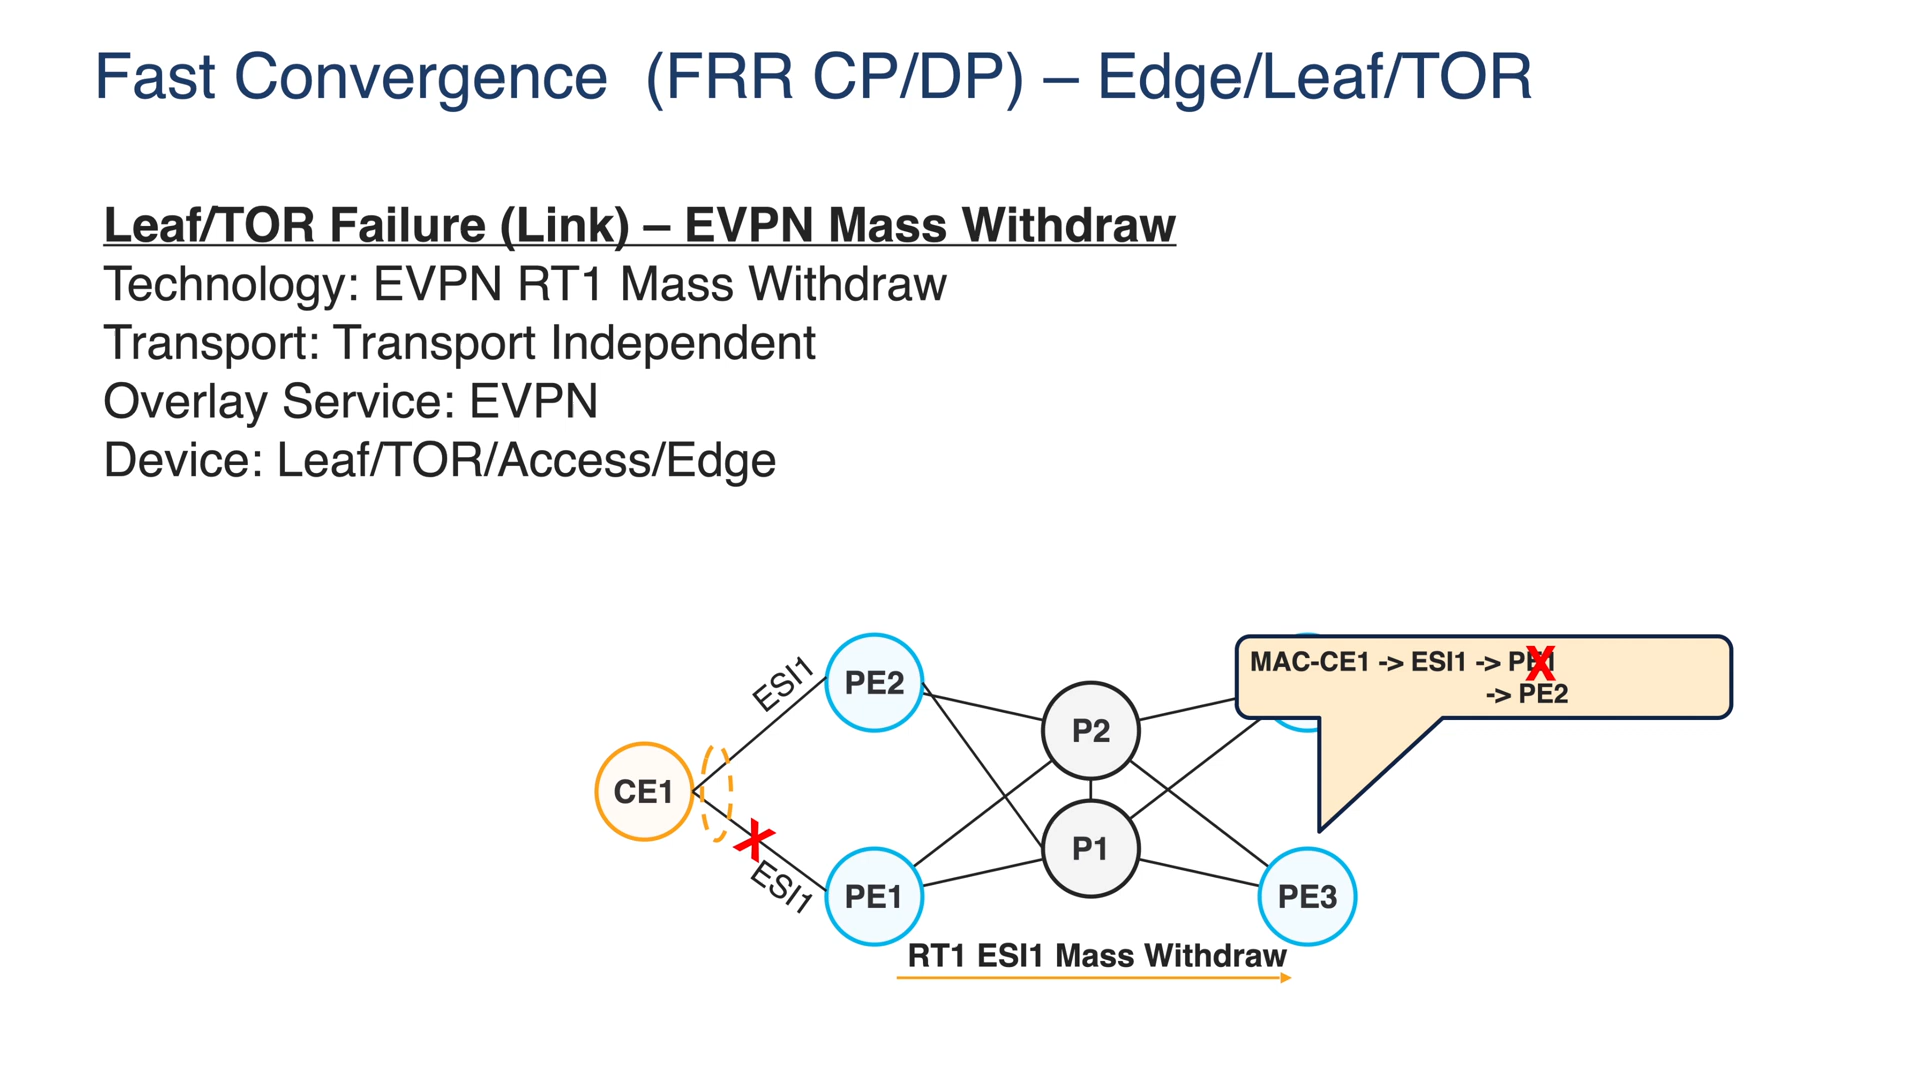 Fast Convergence (FRR CP/DP) – Edge/Leaf/TOR
Leaf/TOR Failure (Link) – EVPN Mass Withdraw
Technology: EVPN RT1 Mass Withdraw
Transport: Transport Independent
Overlay Service: EVPN
Device: Leaf/TOR/Access/Edge
MAC-CE1 -> ESI1 -> PE1
-> PE2
ESI1
PE2
P2
CE1
P1
ESI1
PE1
PE3
RT1 ESI1 Mass Withdraw